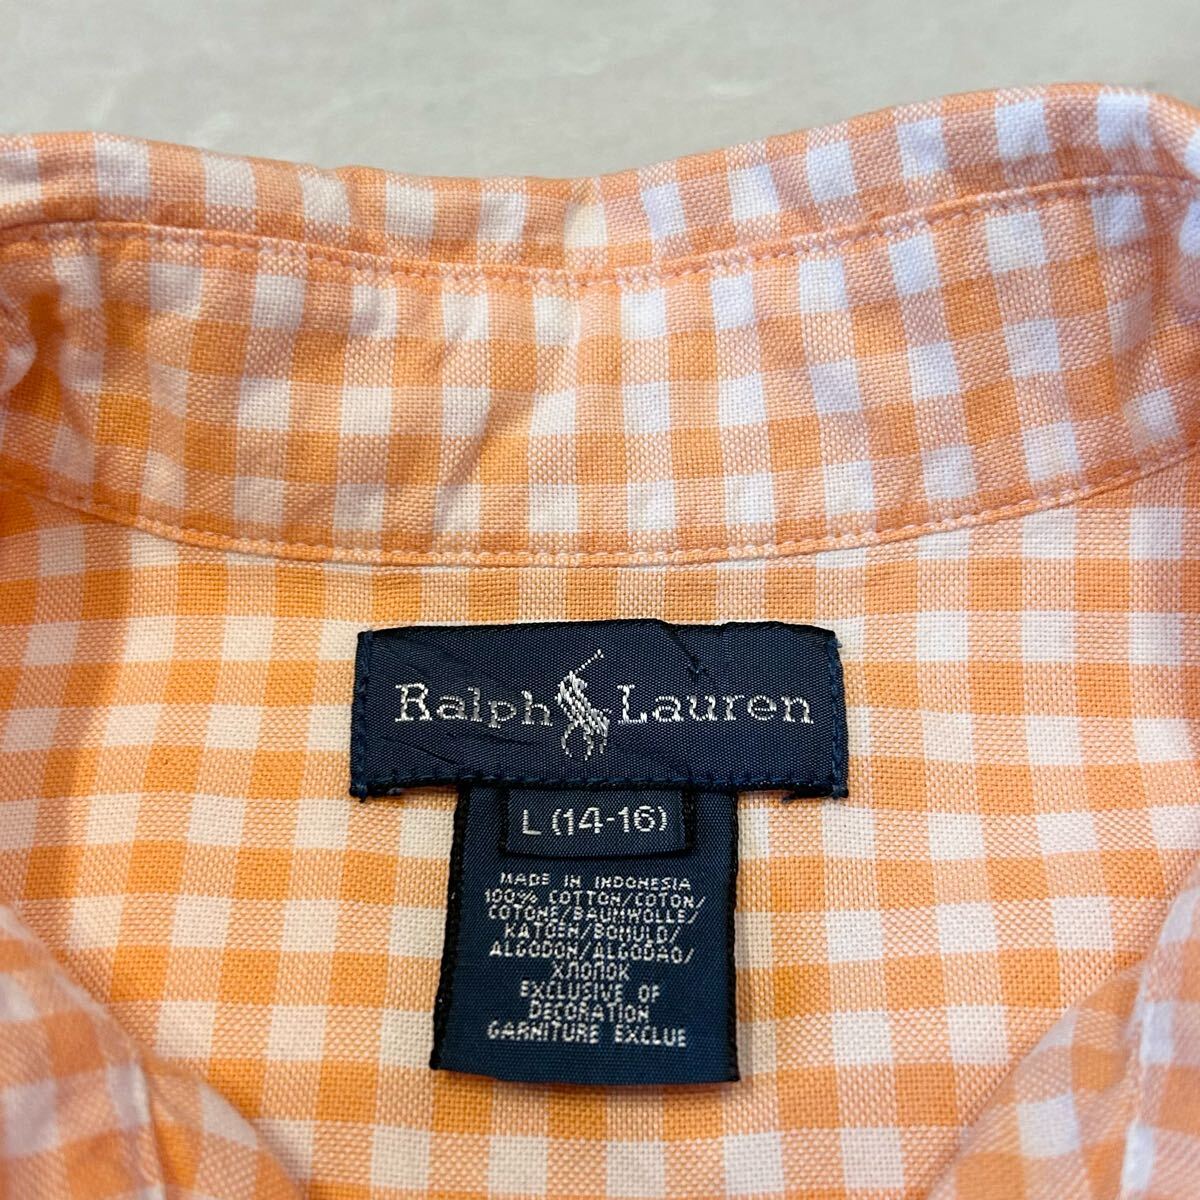 Ralph Lauren
L (14-16)
MADE IN INDONESIA
100% COTTON/COTON/
COTONE/BAUMWOLLE/
KATOEN/BOMULD/
ALGODON/ALGODAO/
ХЛОПОК
EXCLUSIVE OF
DECORATION
GARNITURE EXCLUE